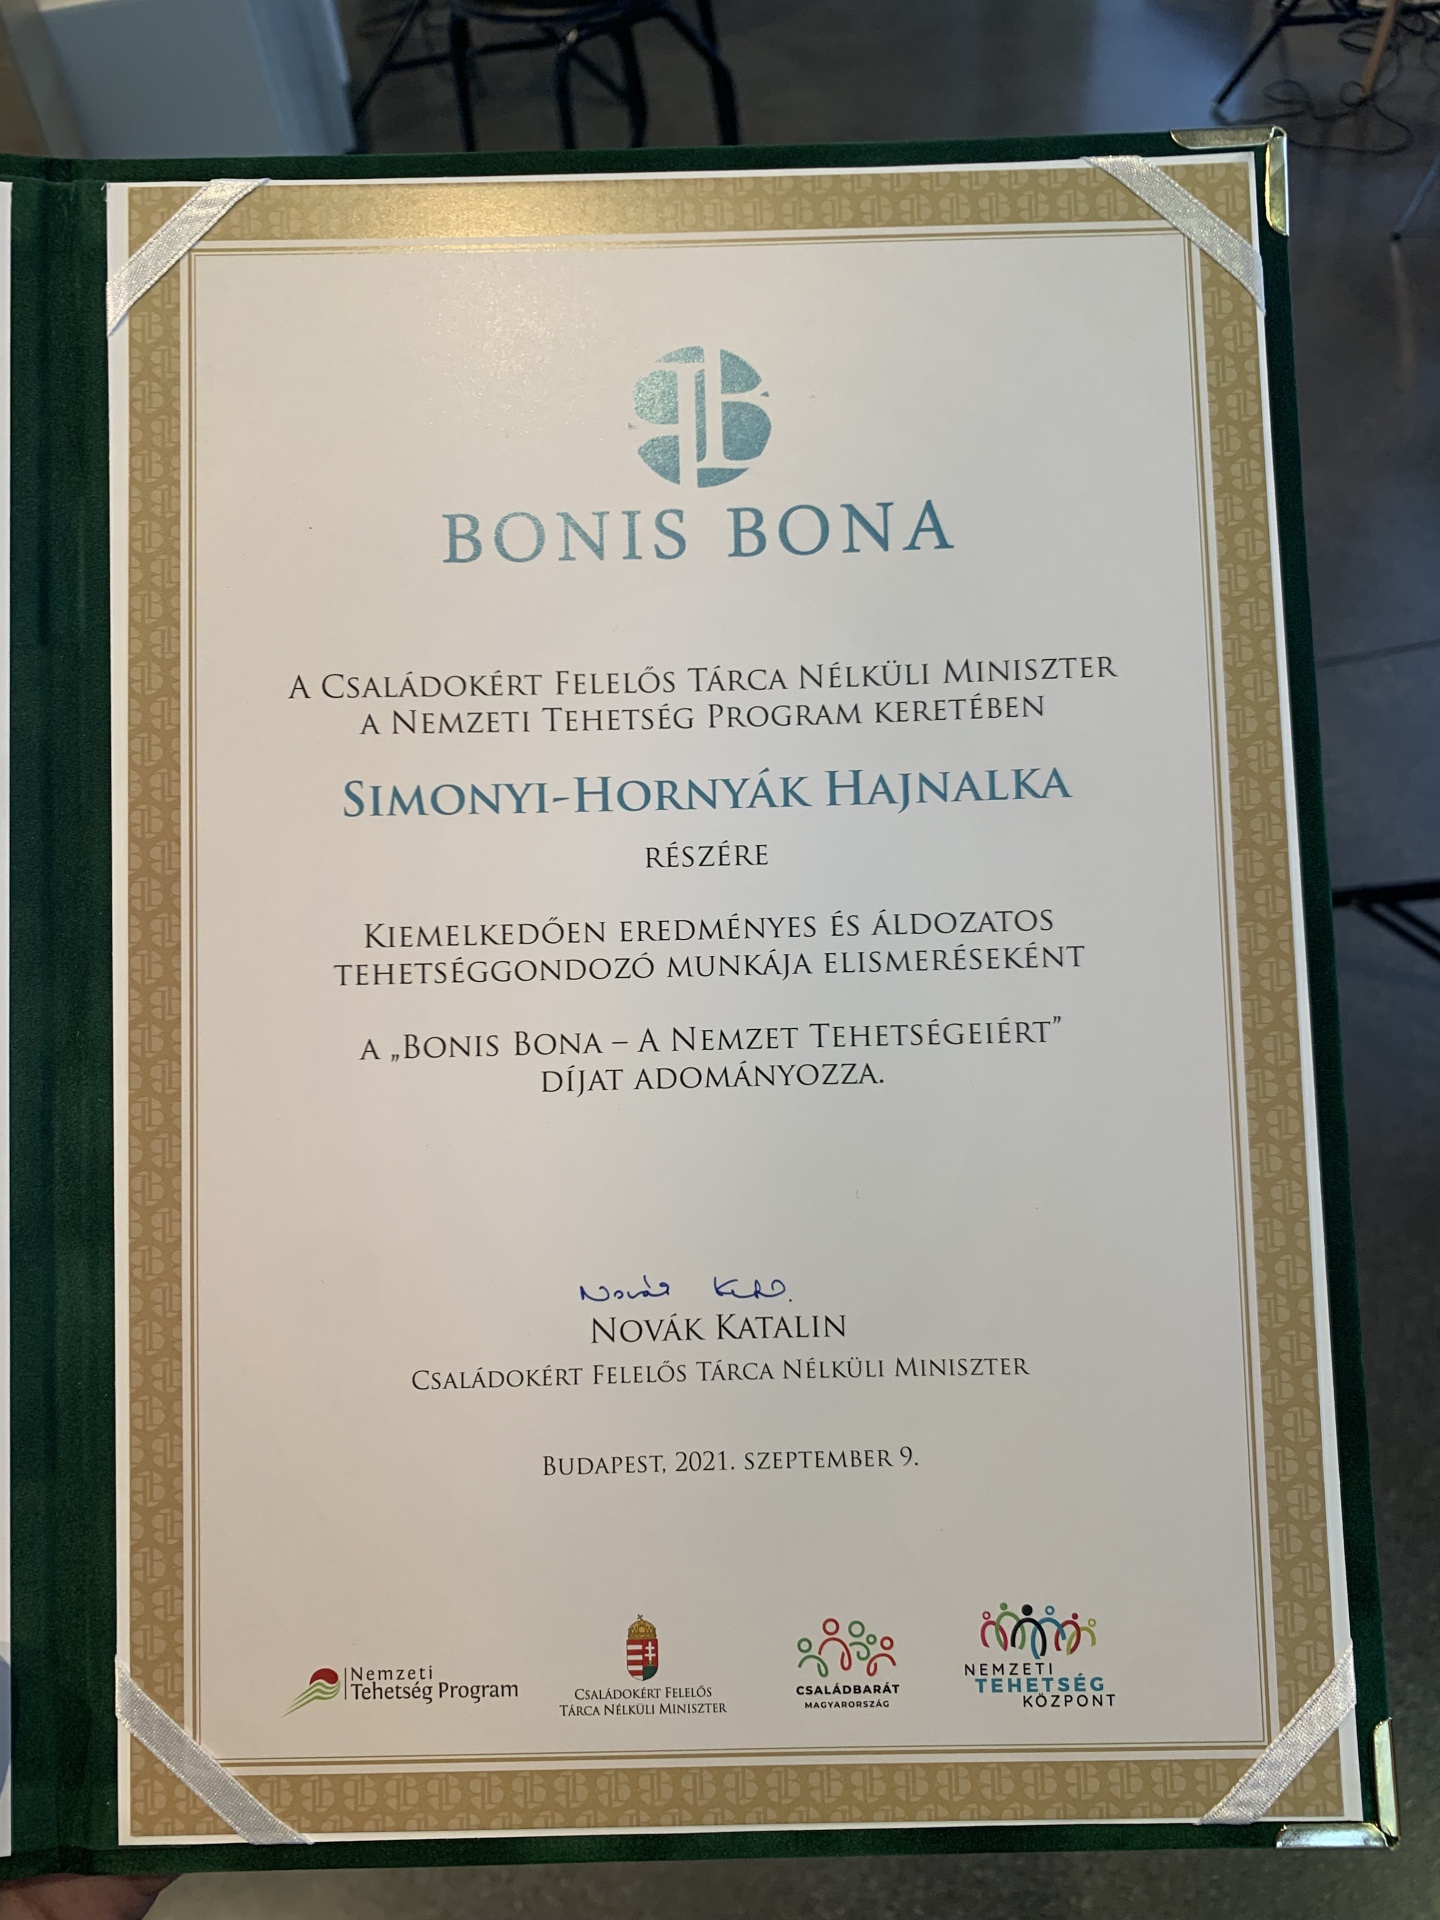 BONIS BONA
A CSALÁDOKÉRT FELELŐS TÁRCA NÉLKÜLI MINISZTER
A NEMZETI TEHETSÉG PROGRAM KERETÉBEN
SIMONYI-HORNYÁK HAJNALKA
RÉSZÉRE
KIEMELKEDŐEN EREDMÉNYES ÉS ÁLDOZATOS
TEHETSÉGGONDOZÓ MUNKÁJA ELISMERÉSEKÉNT
A „BONIS BONA – A NEMZET TEHETSÉGEIÉRT”
DÍJAT ADOMÁNYOZZA.
Novák Kat.
NOVÁK KATALIN
CSALÁDOKÉRT FELELŐS TÁRCA NÉLKÜLI MINISZTER
BUDAPEST, 2021. SZEPTEMBER 9.
Nemzeti
Tehetség Program
CSALÁDOKÉRT FELELŐS
TÁRCA NÉLKÜLI MINISZTER
CSALÁDBARÁT
MAGYARORSZÁG
NEMZETI
TEHETSÉG
KÖZPONT